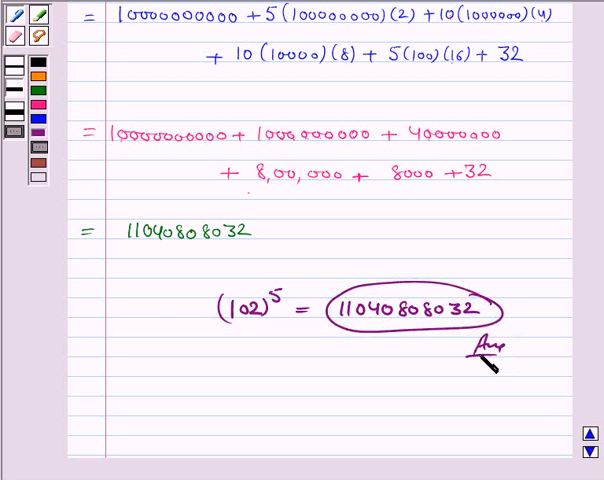 = 10000000000 + 5(100000000)(2) + 10(1000000)(4)
+ 10(10000)(8) + 5(100)(16) + 32
= 10000000000 + 1000000000 + 40000000
+ 8,00,000 + 8000 + 32
= 11040808032
(102)^5 = 11040808032
Ans